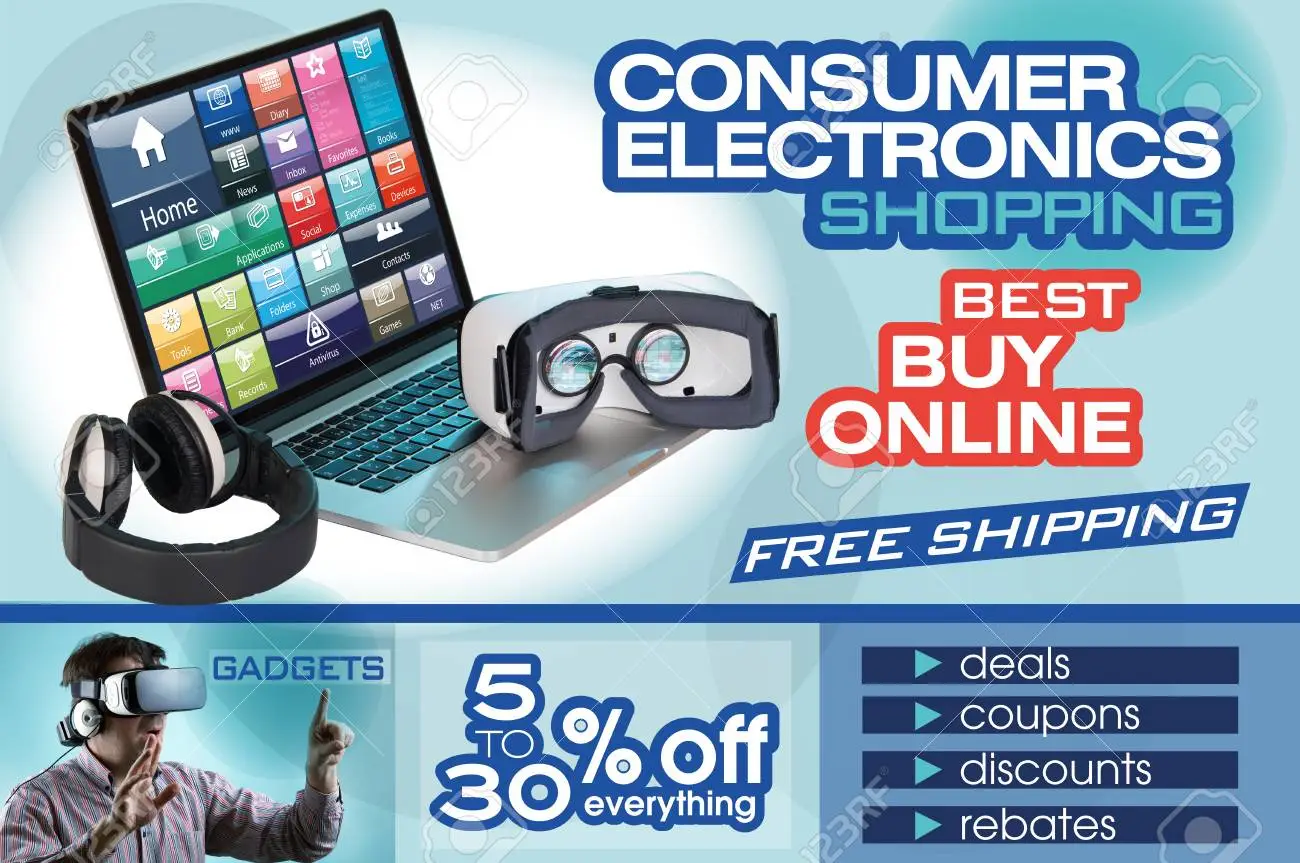 CONSUMER
ELECTRONICS
SHOPPING
BEST
BUY
ONLINE
FREE SHIPPING
Home
www
Diary
Favorites
Books
News
Inbox
Applications
Social
Expenses
Devices
Contacts
Tools
Bank
Folders
Shop
Records
Antivirus
Games
NET
GADGETS
5
TO
30
% off
everything
deals
coupons
discounts
rebates
123RF